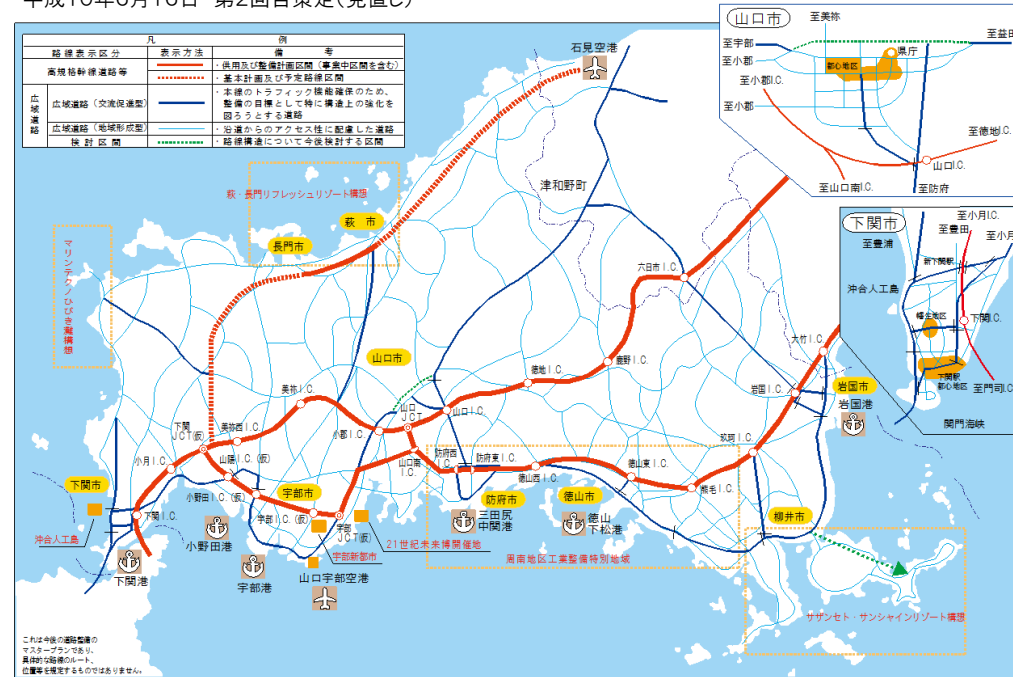 平成10年6月16日 第2回目策定(見直し)
凡例
路線表示区分 表示方法 備考
高規格幹線道路等
・供用及び整備計画区間(事業中区間を含む)
・基本計画及び予定路線区間
広域道路
広域道路(交流促進型)
・本線のトラフィック機能確保のため、
整備の目標として特に構造上の強化を
図ろうとする道路
広域道路(地域形成型)
・沿道からのアクセス性に配慮した道路
検討区間
・路線構造について今後検討する区間
石見空港
山口市
至美祢
至宇部
至益田
至小郡
県庁
都心地区
至小郡I.C.
至小郡
至徳地I.C.
山口I.C.
至山口南I.C.
至防府
下関市
至小月I.C.
至豊田
至豊浦
至小月
新下関駅
沖合人工島
幡生地区
下関I.C.
下関駅
都心地区
至門司I.C.
関門海峡
萩・長門リフレッシュリゾート構想
津和野町
萩市
長門市
マリンテクノひびき灘構想
六日市I.C.
大竹I.C.
山口市
鹿野I.C.
徳地I.C.
美祢I.C.
岩国I.C.
岩国市
岩国港
山口
JCT
山口I.C.
小郡I.C.
下関
JCT(仮)
美祢西I.C.
山陽I.C.(仮)
小月I.C.
山口南
I.C.
防府西
I.C.
防府東I.C.
徳山西I.C.
徳山東I.C.
玖珂I.C.
熊毛I.C.
下関市
小野田I.C.(仮)
宇部市
宇部I.C.(仮)
宇部
JCT(仮)
防府市
徳山市
柳井市
沖合人工島
下関I.C.
小野田港
三田尻
中関港
徳山
下松港
21世紀未来博開催地
宇部新都市
周南地区工業整備特別地域
下関港
宇部港
山口宇部空港
サザンセト・サンシャインリゾート構想
これは今後の道路整備の
マスタープランであり、
具体的な路線のルート、
位置等を規定するものではありません。